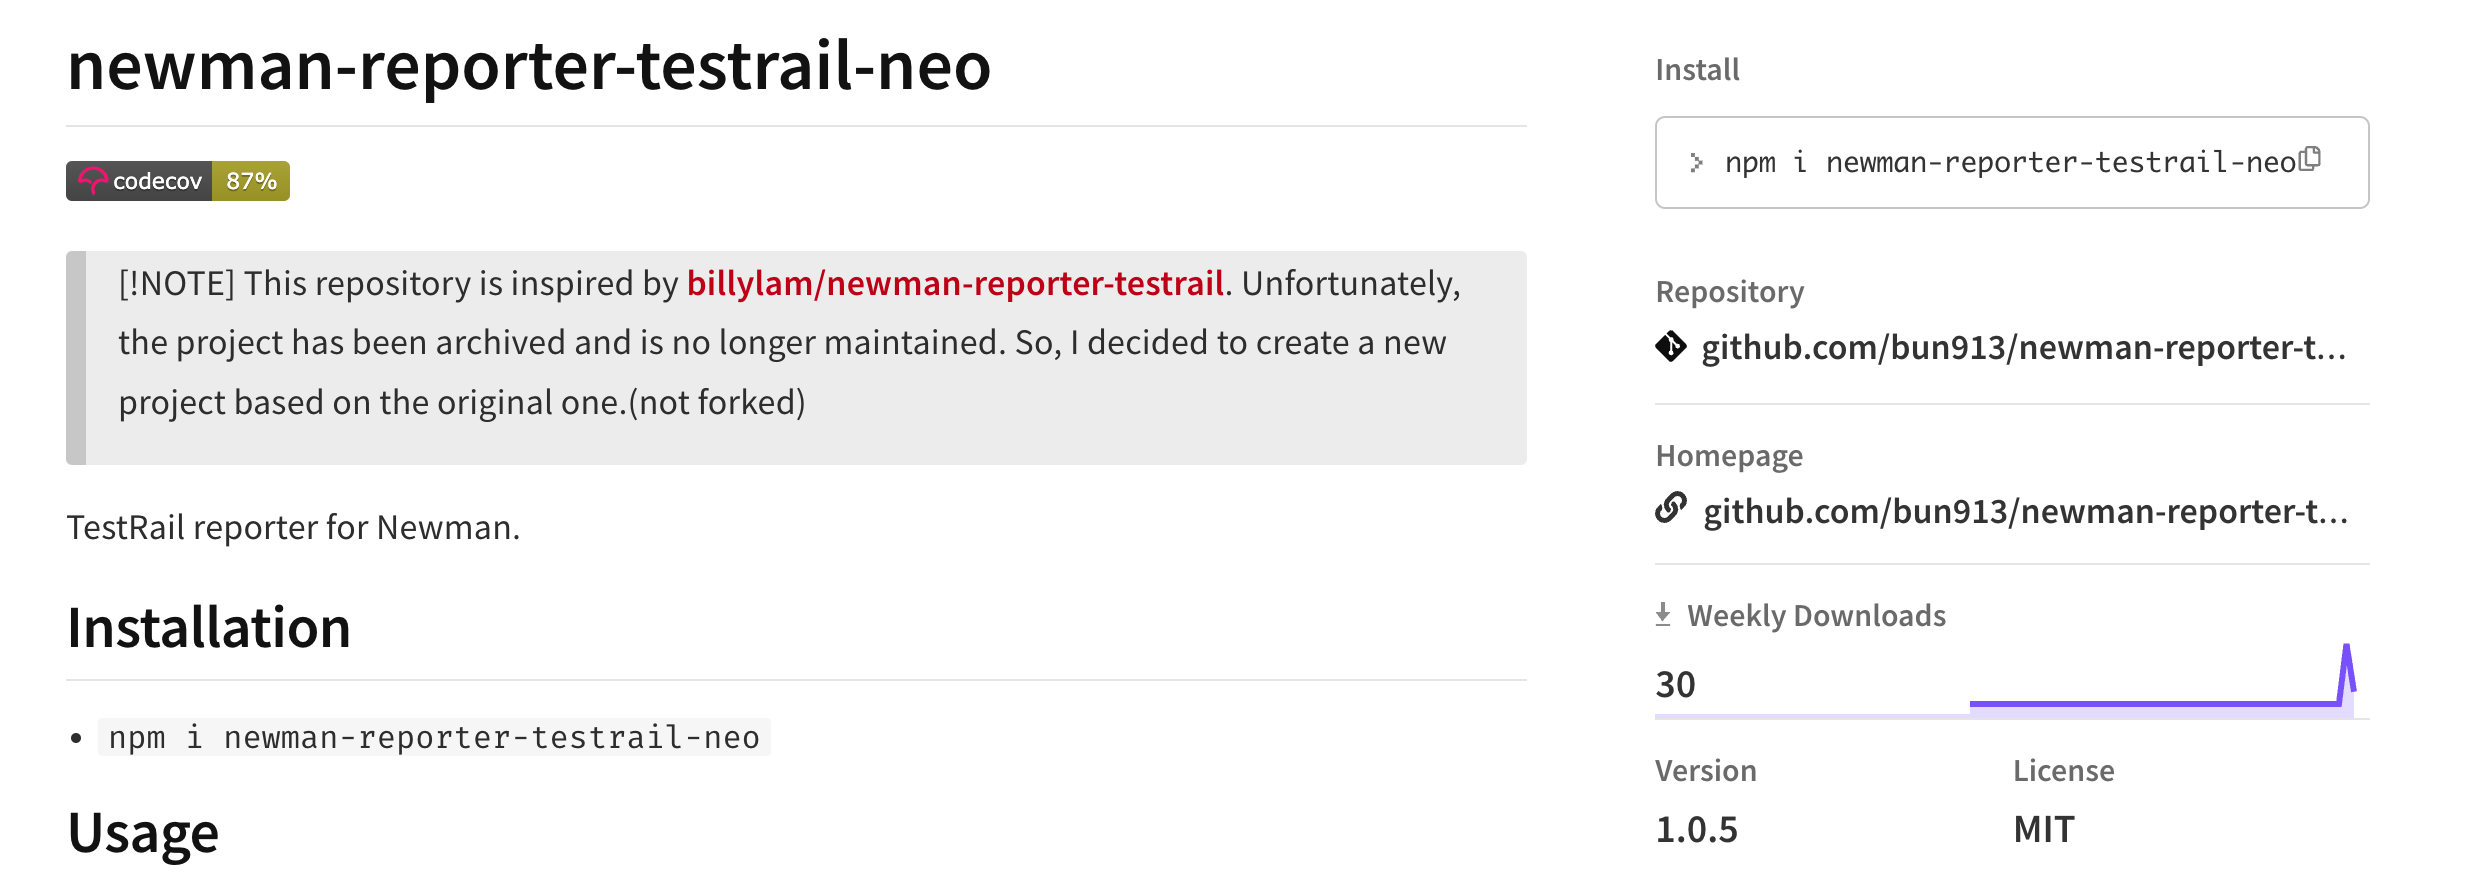 newman-reporter-testrail-neo
codecov 87%
[!NOTE] This repository is inspired by billylam/newman-reporter-testrail. Unfortunately,
the project has been archived and is no longer maintained. So, I decided to create a new
project based on the original one.(not forked)
TestRail reporter for Newman.
Installation
• npm i newman-reporter-testrail-neo
Usage
Install
> npm i newman-reporter-testrail-neo
Repository
github.com/bun913/newman-reporter-t...
Homepage
github.com/bun913/newman-reporter-t...
Weekly Downloads
30
Version
License
1.0.5
MIT